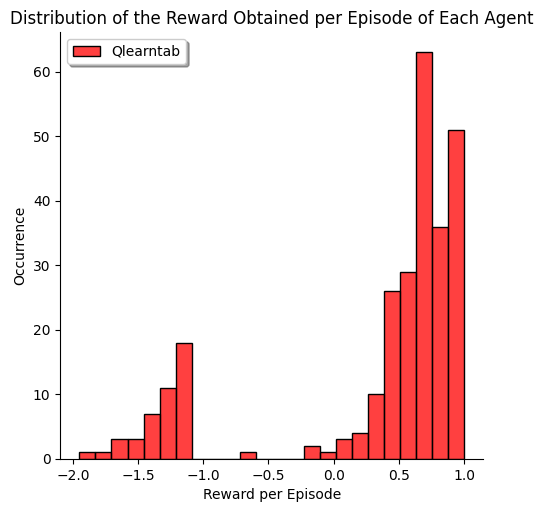 Distribution of the Reward Obtained per Episode of Each Agent
Qlearntab
60
50
40
30
20
10
0
Occurrence
−2.0 −1.5 −1.0 −0.5 0.0 0.5 1.0
Reward per Episode